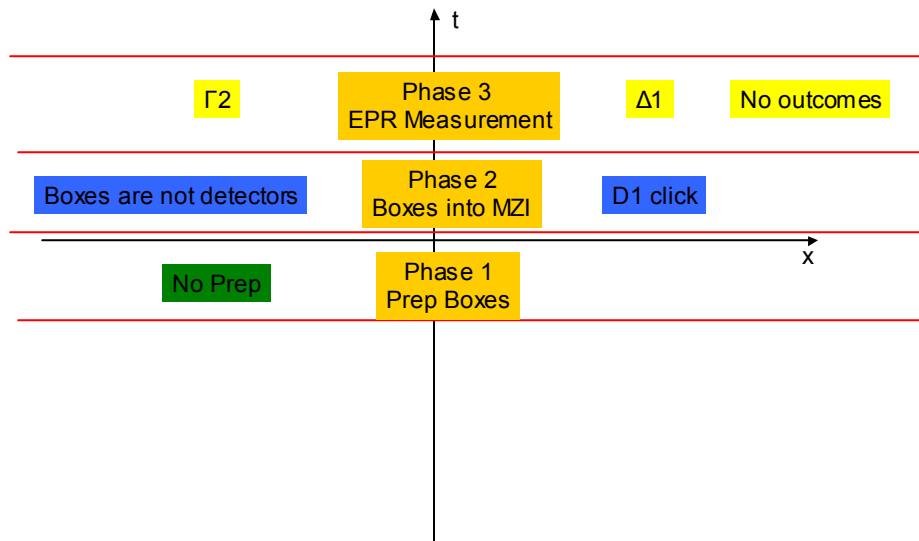 t
Γ2
Phase 3
EPR Measurement
Δ1
No outcomes
Boxes are not detectors
Phase 2
Boxes into MZI
D1 click
x
No Prep
Phase 1
Prep Boxes